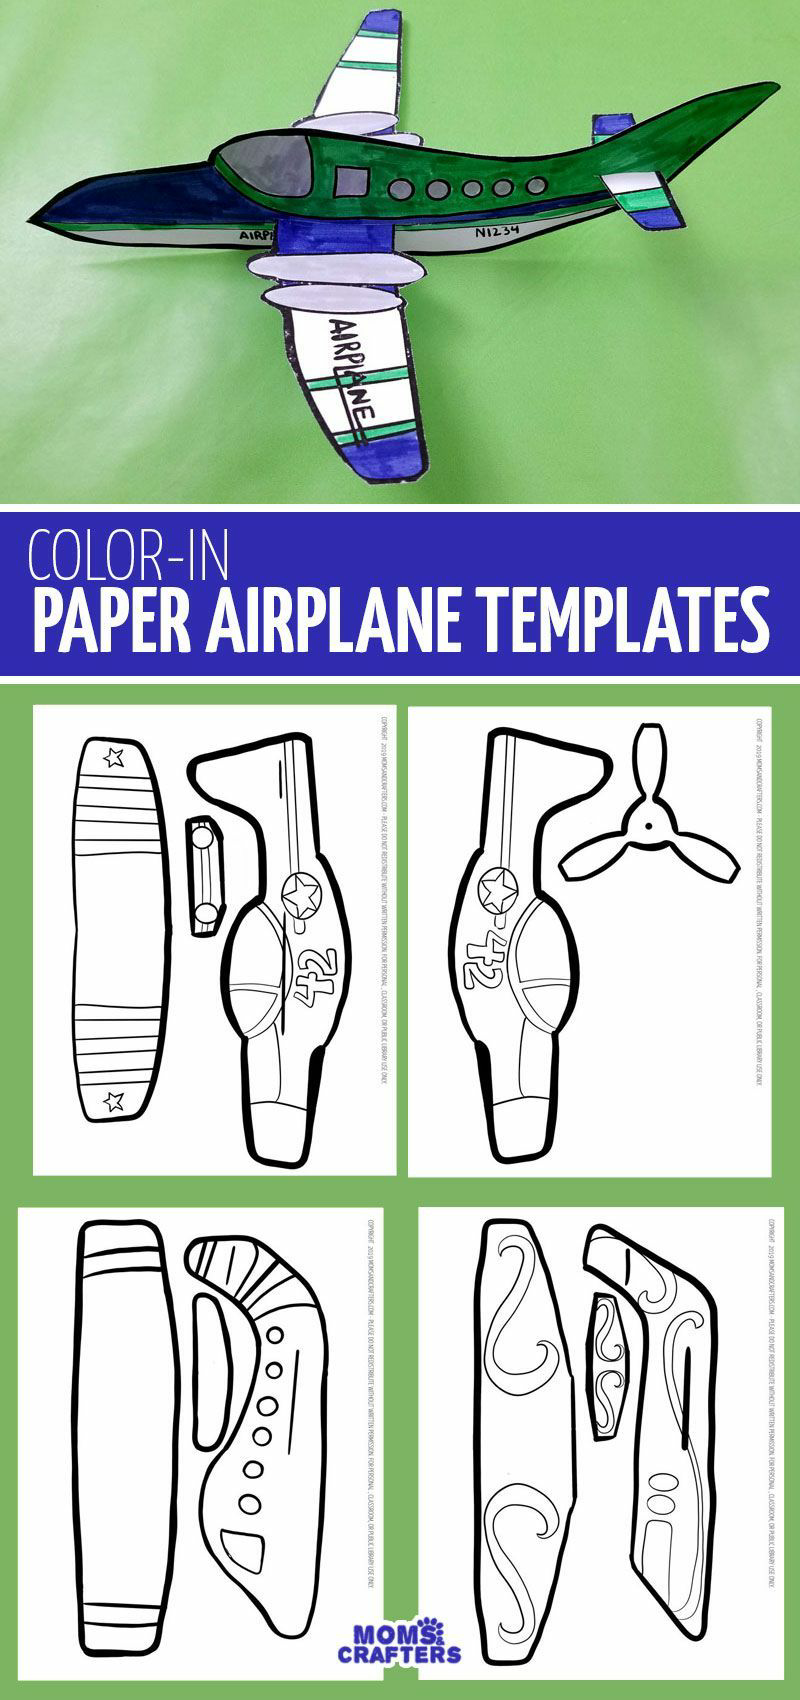 AIRP
N1234
AIRPLANE
COLOR-IN
PAPER AIRPLANE TEMPLATES
COPYRIGHT 2019 MOMSANDCRAFTERS.COM - PLEASE DO NOT REDISTRIBUTE WITHOUT WRITTEN PERMISSION. FOR PERSONAL, CLASSROOM, OR PUBLIC LIBRARY USE ONLY.
42
COPYRIGHT 2019 MOMSANDCRAFTERS.COM - PLEASE DO NOT REDISTRIBUTE WITHOUT WRITTEN PERMISSION. FOR PERSONAL, CLASSROOM, OR PUBLIC LIBRARY USE ONLY.
42
COPYRIGHT 2019 MOMSANDCRAFTERS.COM - PLEASE DO NOT REDISTRIBUTE WITHOUT WRITTEN PERMISSION. FOR PERSONAL, CLASSROOM, OR PUBLIC LIBRARY USE ONLY.
COPYRIGHT 2019 MOMSANDCRAFTERS.COM - PLEASE DO NOT REDISTRIBUTE WITHOUT WRITTEN PERMISSION. FOR PERSONAL, CLASSROOM, OR PUBLIC LIBRARY USE ONLY.
MOMS &
CRAFTERS